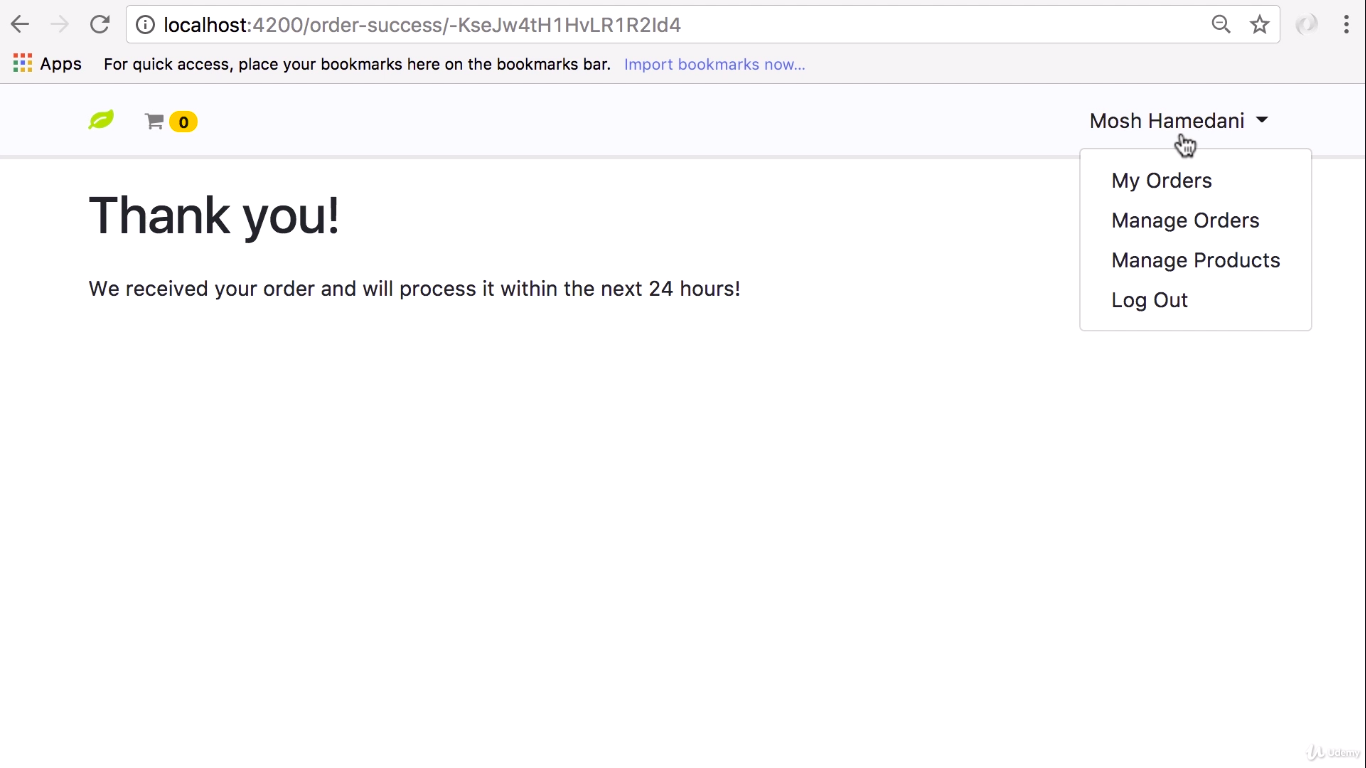 localhost:4200/order-success/-KseJw4tH1HvLR1R2Id4
Apps For quick access, place your bookmarks here on the bookmarks bar. Import bookmarks now...
0 Mosh Hamedani
My Orders
Thank you!
Manage Orders
Manage Products
We received your order and will process it within the next 24 hours!
Log Out
Udemy